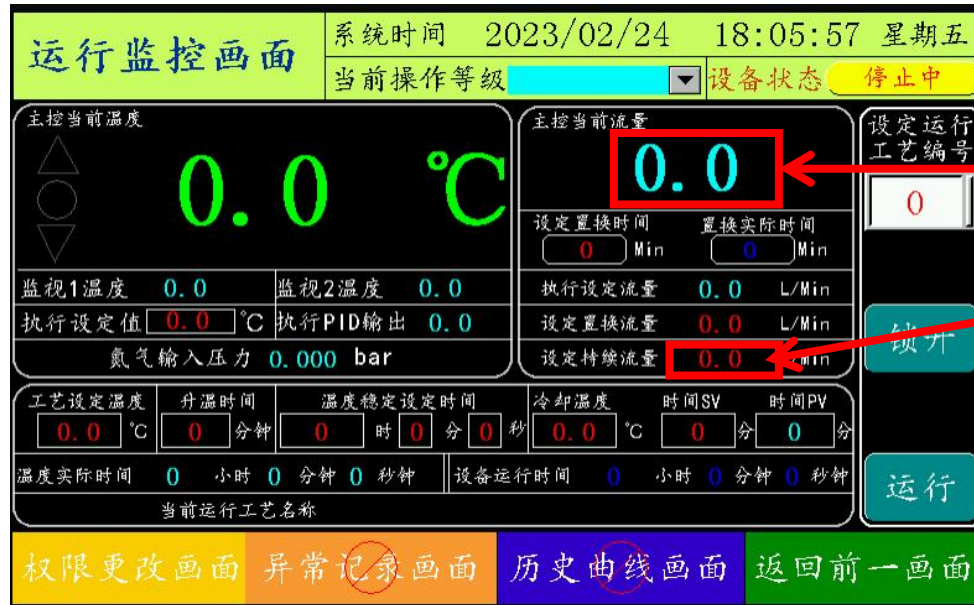 运行监控画面
系统时间 2023/02/24 18:05:57 星期五
当前操作等级 设备状态 停止中
主控当前温度
0.0 ℃
主控当前流量
0.0
设定运行
工艺编号
0
设定置换时间 置换实际时间
0 Min 0 Min
监视1温度 0.0 监视2温度 0.0
执行设定流量 0.0 L/Min
执行设定值 0.0 ℃ 执行PID输出 0.0
设定置换流量 0.0 L/Min
锁开
氮气输入压力 0.000 bar
设定持续流量 0.0 /Min
工艺设定温度 升温时间 温度稳定设定时间 冷却温度 时间SV 时间PV
0.0 ℃ 0 分钟 0 时 0 分 0 秒 0.0 ℃ 0 分 0 分
温度实际时间 0 小时 0 分钟 0 秒钟 设备运行时间 0 小时 0 分钟 0 秒钟
运行
当前运行工艺名称
权限更改画面 异常记录画面 历史曲线画面 返回前一画面